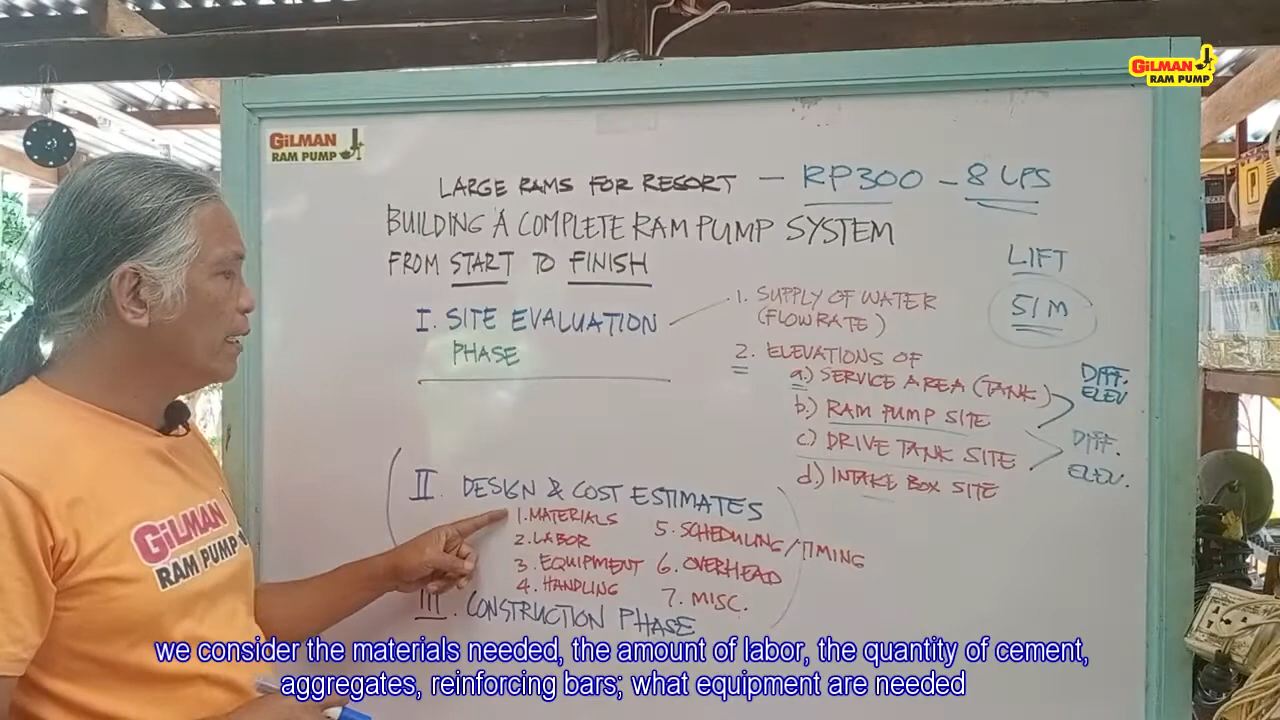 GiLMAN
RAM PUMP
GiLMAN
RAM PUMP
LARGE RAMS FOR RESORT — RP300 – 8 LPS
BUILDING A COMPLETE RAM PUMP SYSTEM
FROM START TO FINISH
LIFT
51 M
I. SITE EVALUATION
PHASE
1. SUPPLY OF WATER
(FLOWRATE)
2. ELEVATIONS OF
a.) SERVICE AREA (TANK)
b.) RAM PUMP SITE
c.) DRIVE TANK SITE
d.) INTAKE BOX SITE
DIFF.
ELEV
DIFF.
ELEV.
II. DESIGN & COST ESTIMATES
1. MATERIALS
2. LABOR
3. EQUIPMENT
4. HANDLING
5. SCHEDULING / TIMING
6. OVERHEAD
7. MISC.
III. CONSTRUCTION PHASE
GiLMAN
RAM PUMP
we consider the materials needed, the amount of labor, the quantity of cement,
aggregates, reinforcing bars; what equipment are needed